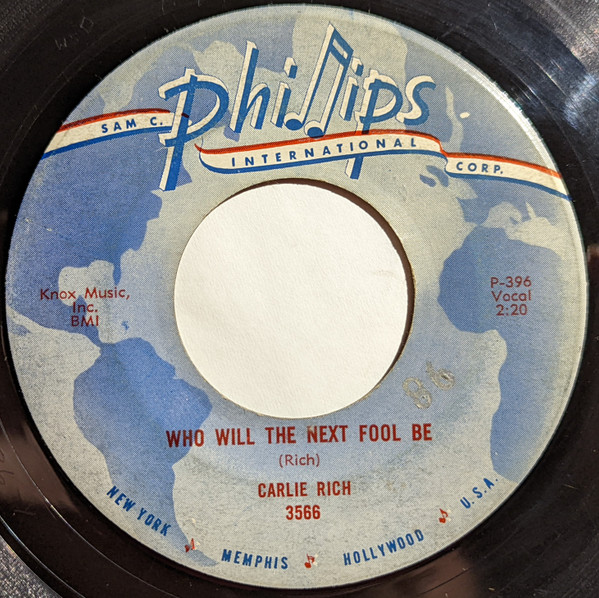 SAM C. Phillips
INTERNATIONAL CORP.
Knox Music,
Inc.
BMI
P-396
Vocal
2:20
86
WHO WILL THE NEXT FOOL BE
(Rich)
CARLIE RICH
3566
NEW YORK MEMPHIS HOLLYWOOD U.S.A.